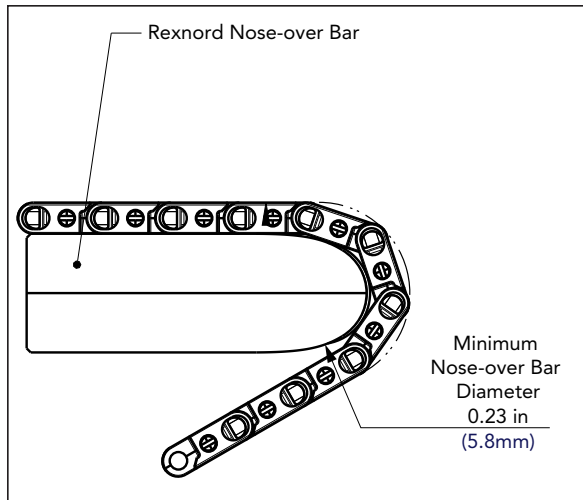 Rexnord Nose-over Bar
Minimum
Nose-over Bar
Diameter
0.23 in
(5.8mm)